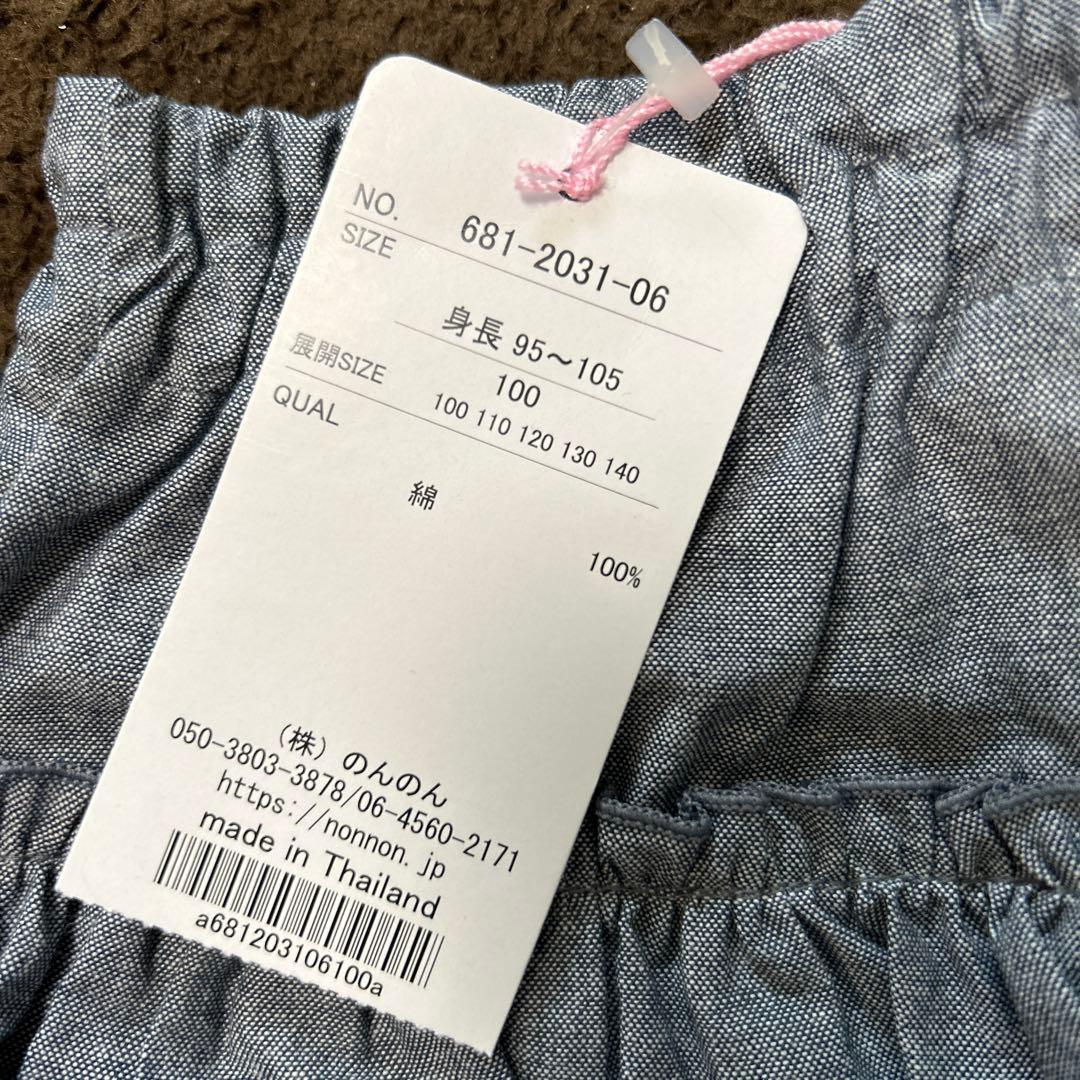 NO. 681-2031-06
SIZE
身長 95～105
100
展開SIZE 100 110 120 130 140
QUAL
綿 100%
（株）のんのん
050-3803-3878/06-4560-2171
https://nonnon.jp
made in Thailand
a681203106100a